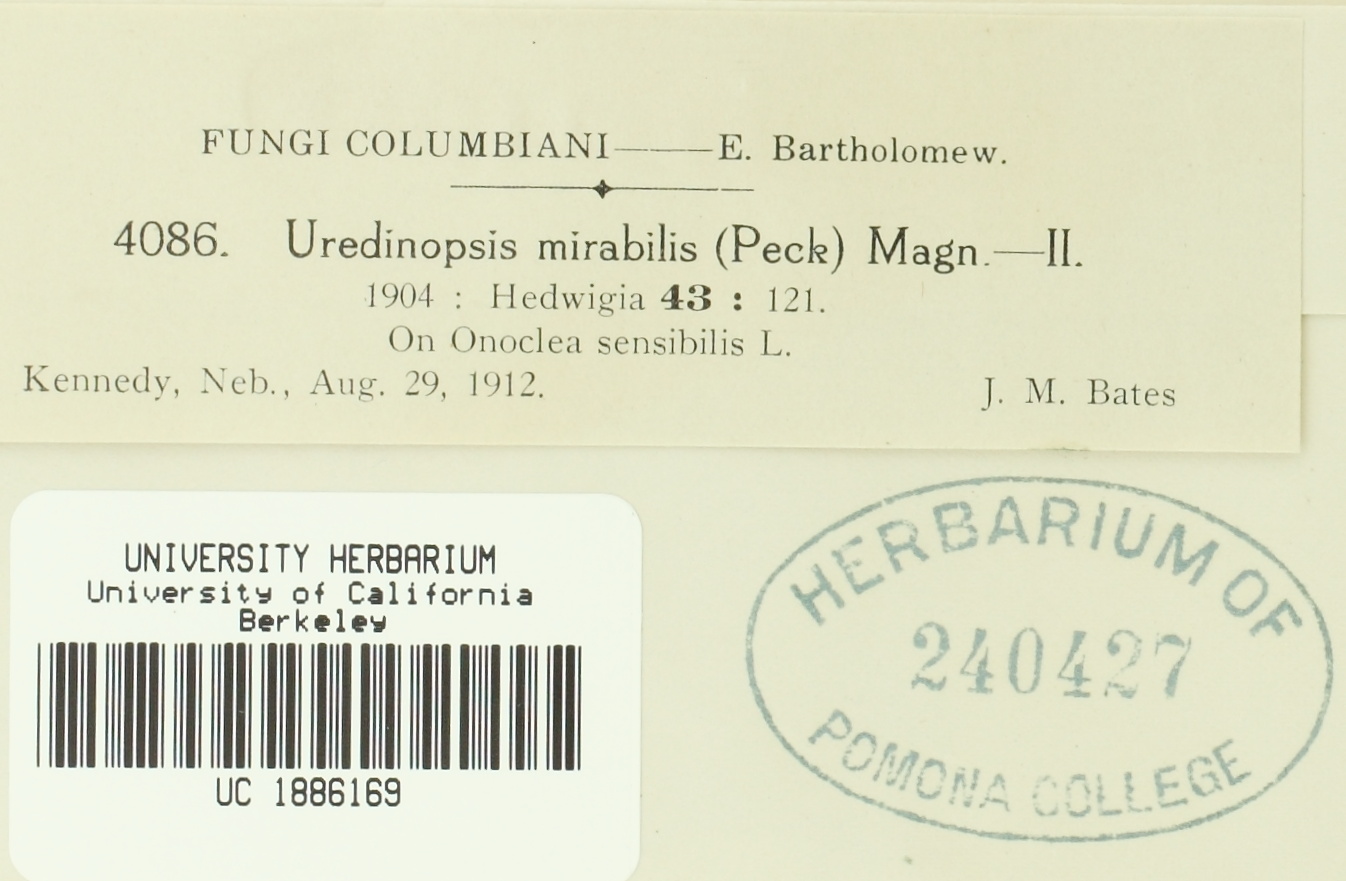 FUNGI COLUMBIANI——E. Bartholomew.
4086. Uredinopsis mirabilis (Peck) Magn.—II.
1904 : Hedwigia 43 : 121.
On Onoclea sensibilis L.
Kennedy, Neb., Aug. 29, 1912. J. M. Bates
UNIVERSITY HERBARIUM
University of California
Berkeley
UC 1886169
HERBARIUM OF
240427
POMONA COLLEGE